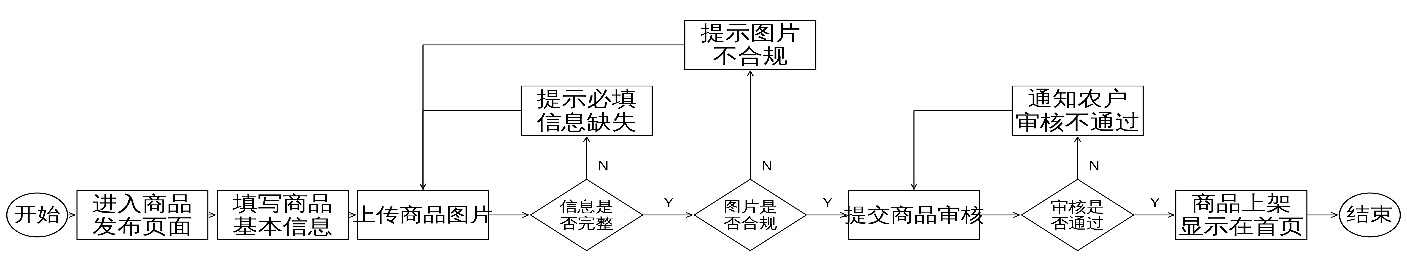 提示图片
不合规
提示必填
信息缺失
通知农户
审核不通过
N
N
N
开始
进入商品
发布页面
填写商品
基本信息
上传商品图片
信息是
否完整
Y
图片是
否合规
Y
提交商品审核
审核是
否通过
Y
商品上架
显示在首页
结束